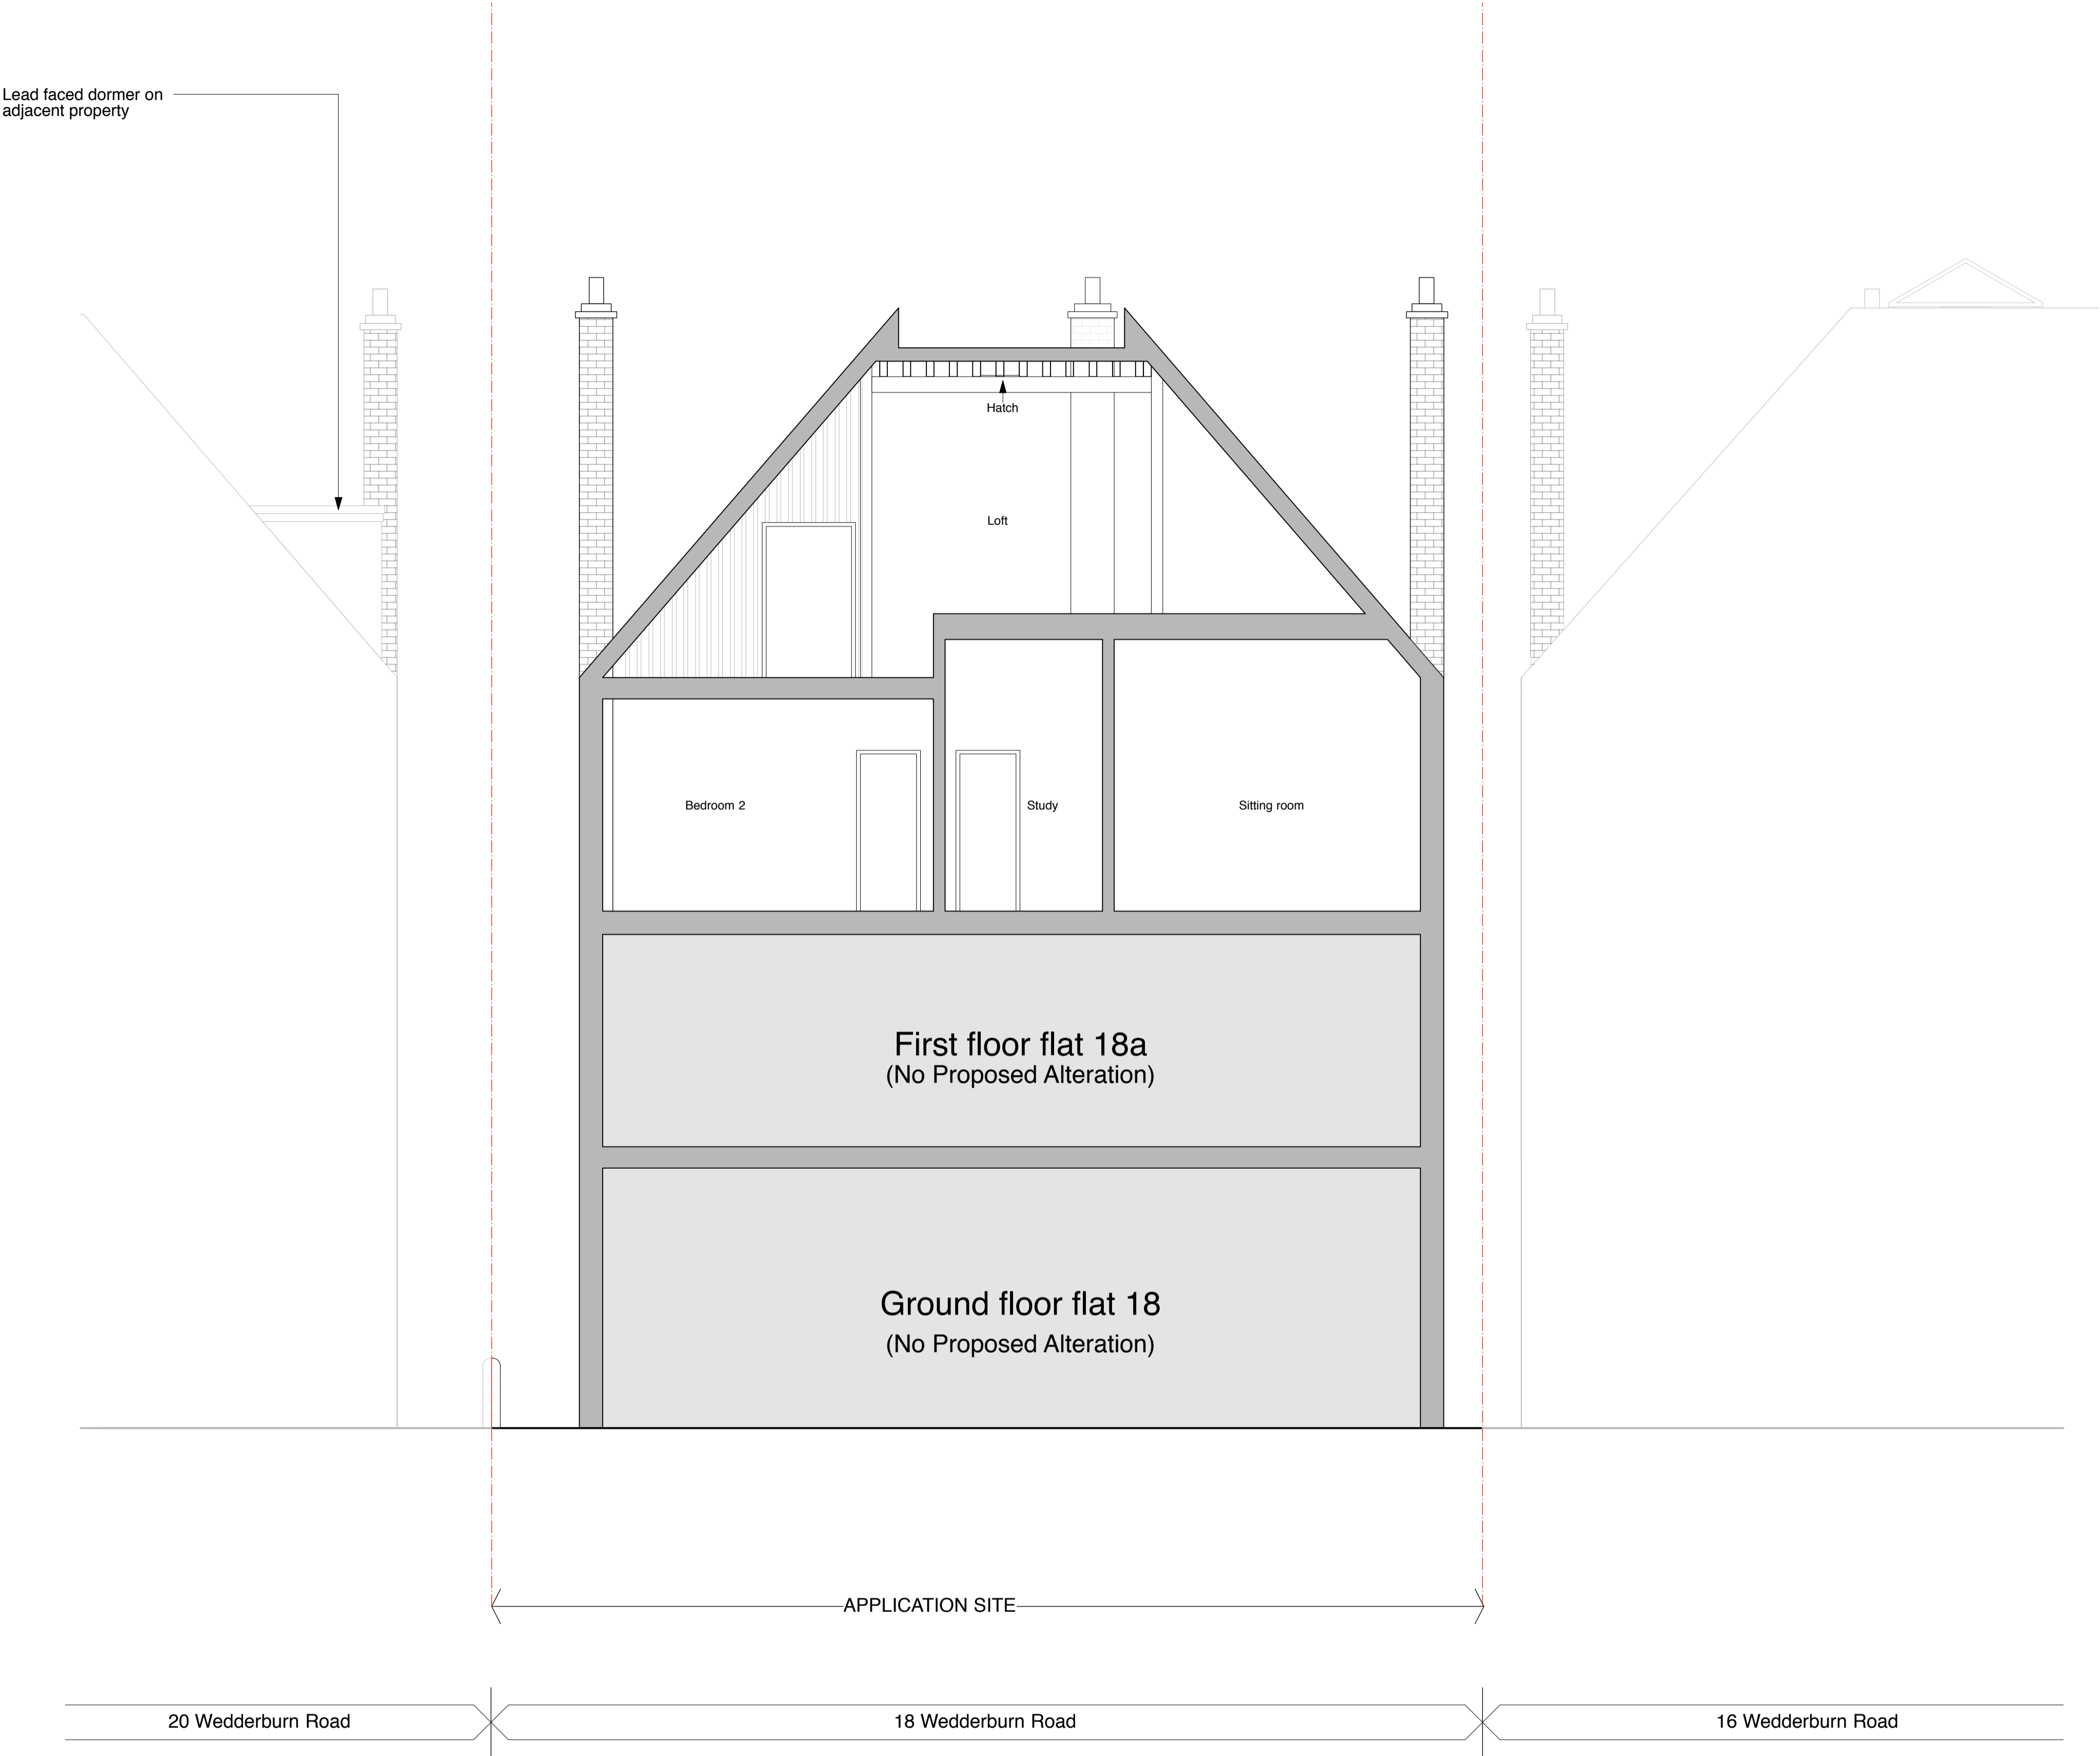 Lead faced dormer on
adjacent property
Hatch
Loft
Bedroom 2
Study
Sitting room
First floor flat 18a
(No Proposed Alteration)
Ground floor flat 18
(No Proposed Alteration)
APPLICATION SITE
20 Wedderburn Road
18 Wedderburn Road
16 Wedderburn Road